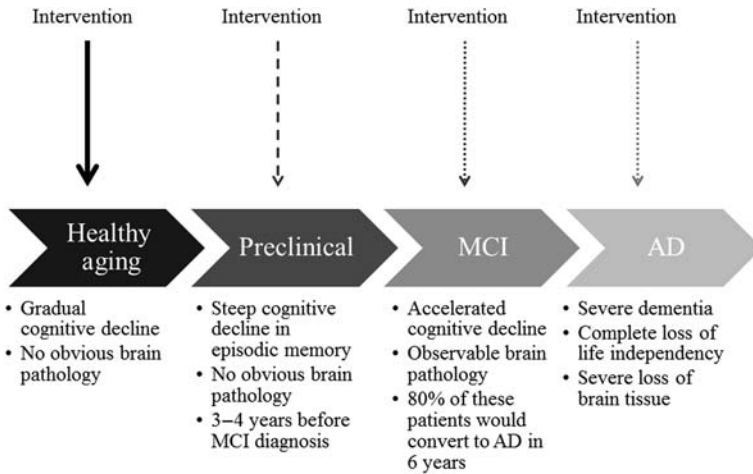 Intervention
Intervention
Intervention
Intervention
Healthy
aging
Preclinical
MCI
AD
• Gradual
cognitive decline
• No obvious brain
pathology
• Steep cognitive
decline in
episodic memory
• No obvious brain
pathology
• 3–4 years before
MCI diagnosis
• Accelerated
cognitive decline
• Observable brain
pathology
• 80% of these
patients would
convert to AD in
6 years
• Severe dementia
• Complete loss of
life independency
• Severe loss of
brain tissue